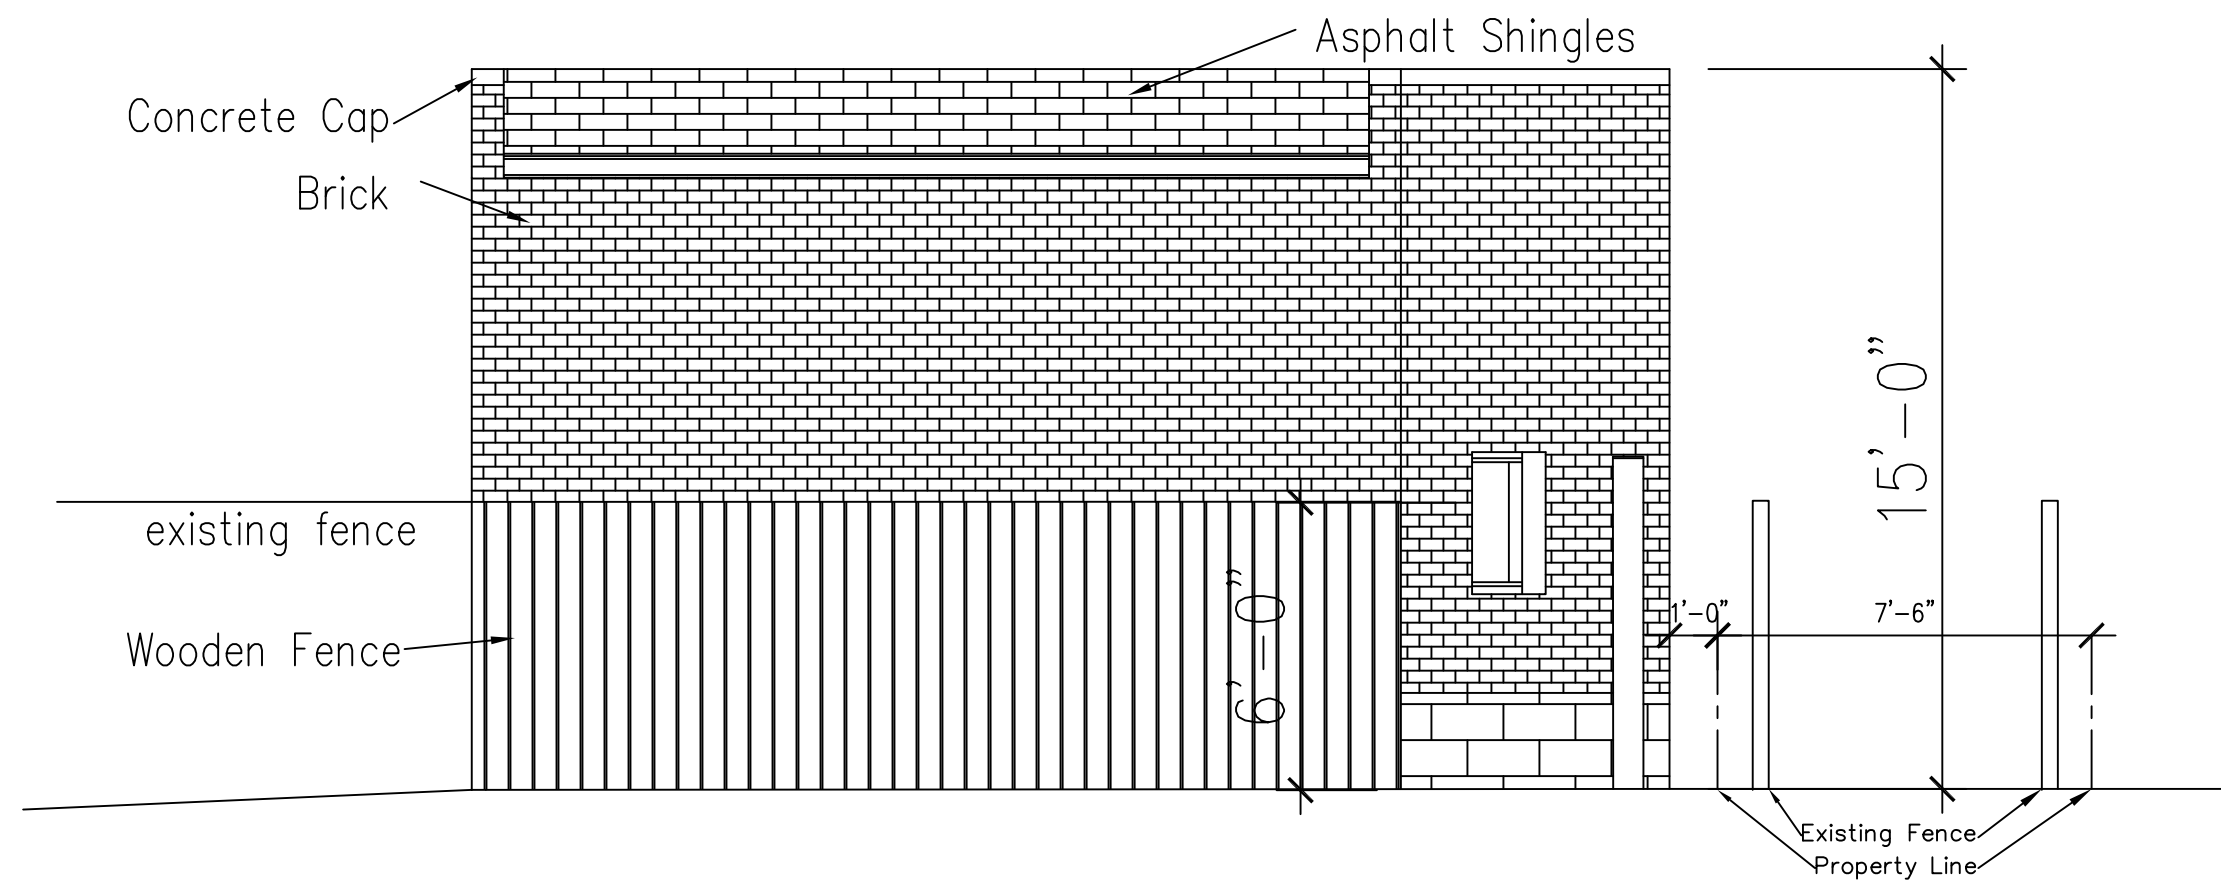 Asphalt Shingles
Concrete Cap
Brick
15'-0"
existing fence
6'-0"
1'-0"
7'-6"
Wooden Fence
Existing Fence
Property Line